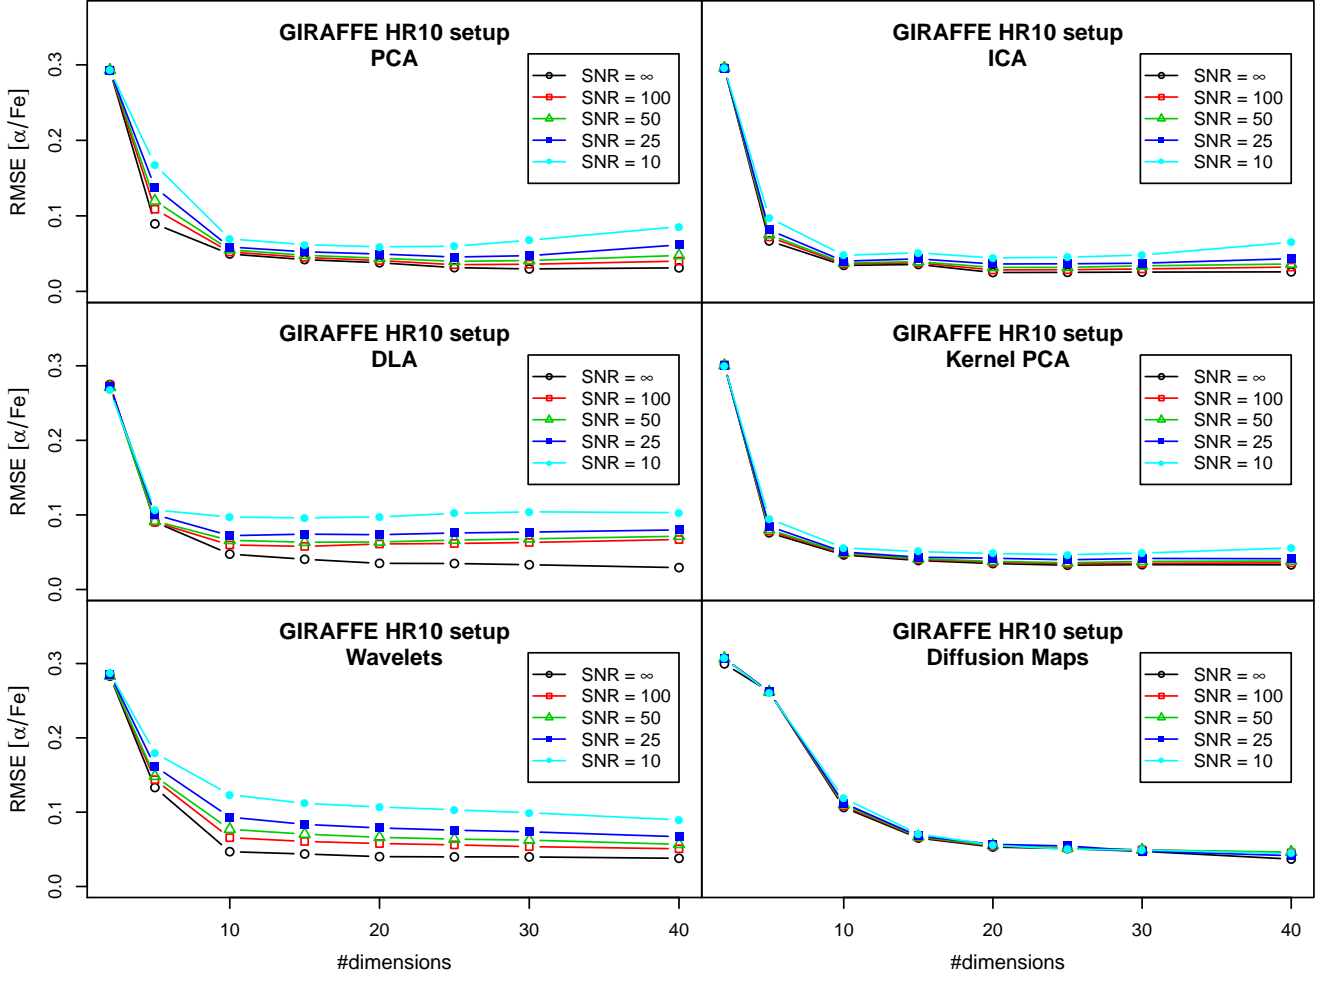 GIRAFFE HR10 setup
PCA
SNR = ∞
SNR = 100
SNR = 50
SNR = 25
SNR = 10
RMSE [α/Fe]
0.3
0.2
0.1
0.0
GIRAFFE HR10 setup
ICA
SNR = ∞
SNR = 100
SNR = 50
SNR = 25
SNR = 10
GIRAFFE HR10 setup
DLA
SNR = ∞
SNR = 100
SNR = 50
SNR = 25
SNR = 10
RMSE [α/Fe]
0.3
0.2
0.1
0.0
GIRAFFE HR10 setup
Kernel PCA
SNR = ∞
SNR = 100
SNR = 50
SNR = 25
SNR = 10
GIRAFFE HR10 setup
Wavelets
SNR = ∞
SNR = 100
SNR = 50
SNR = 25
SNR = 10
RMSE [α/Fe]
0.3
0.2
0.1
0.0
10 20 30 40
#dimensions
GIRAFFE HR10 setup
Diffusion Maps
SNR = ∞
SNR = 100
SNR = 50
SNR = 25
SNR = 10
10 20 30 40
#dimensions